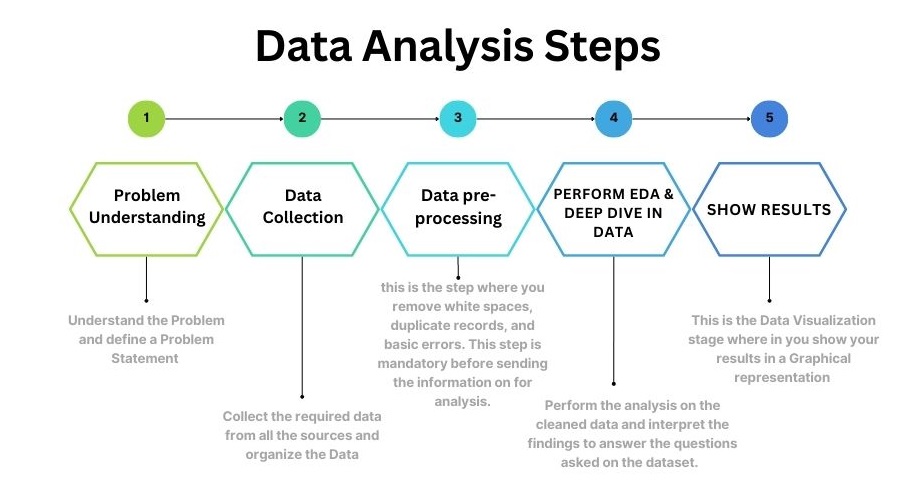 Data Analysis Steps
1
2
3
4
5
Problem
Understanding
Data
Collection
Data pre-
processing
PERFORM EDA &
DEEP DIVE IN
DATA
SHOW RESULTS
Understand the Problem
and define a Problem
Statement
Collect the required data
from all the sources and
organize the Data
this is the step where you
remove white spaces,
duplicate records, and
basic errors. This step is
mandatory before sending
the information on for
analysis.
Perform the analysis on the
cleaned data and interpret the
findings to answer the questions
asked on the dataset.
This is the Data Visualization
stage where in you show your
results in a Graphical
representation